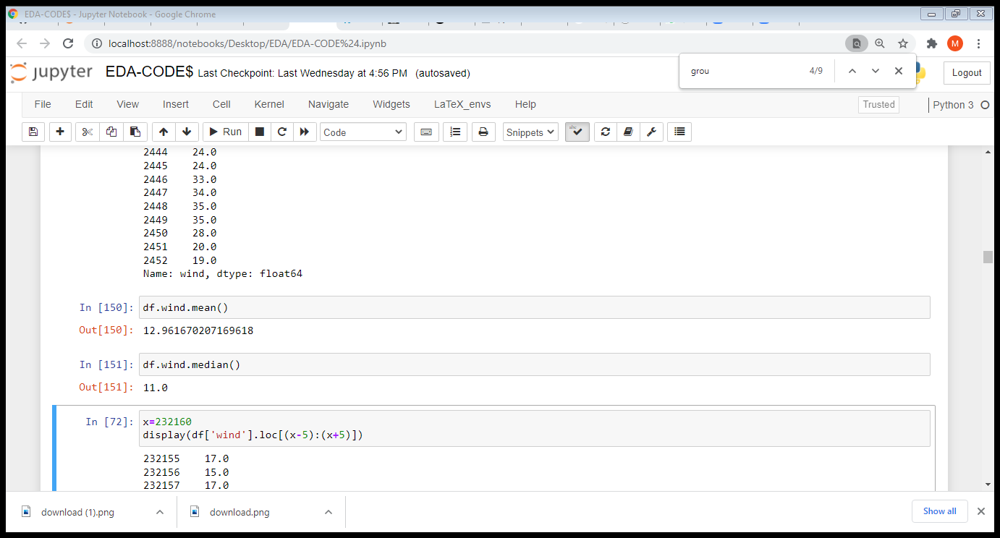 EDA-CODE$ - Jupyter Notebook - Google Chrome
localhost:8888/notebooks/Desktop/EDA/EDA-CODE%24.ipynb
M
grou 4/9
jupyter EDA-CODE$ Last Checkpoint: Last Wednesday at 4:56 PM (autosaved)
Logout
File Edit View Insert Cell Kernel Navigate Widgets LaTeX_envs Help
Trusted Python 3
Run Code Snippets abc
2444 24.0
2445 24.0
2446 33.0
2447 34.0
2448 35.0
2449 35.0
2450 28.0
2451 20.0
2452 19.0
Name: wind, dtype: float64
In [150]: df.wind.mean()
Out[150]: 12.961670207169618
In [151]: df.wind.median()
Out[151]: 11.0
In [72]: x=232160
display(df['wind'].loc[(x-5):(x+5)])
232155 17.0
232156 15.0
232157 17.0
download (1).png download.png Show all